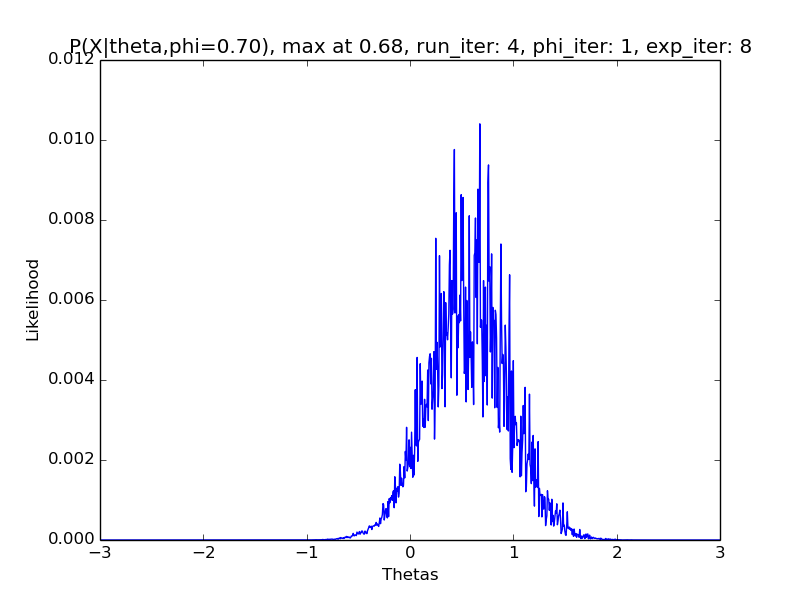 P(X|theta,phi=0.70), max at 0.68, run_iter: 4, phi_iter: 1, exp_iter: 8
0.012
0.010
0.008
0.006
0.004
0.002
0.000
Likelihood
−3 −2 −1 0 1 2 3
Thetas